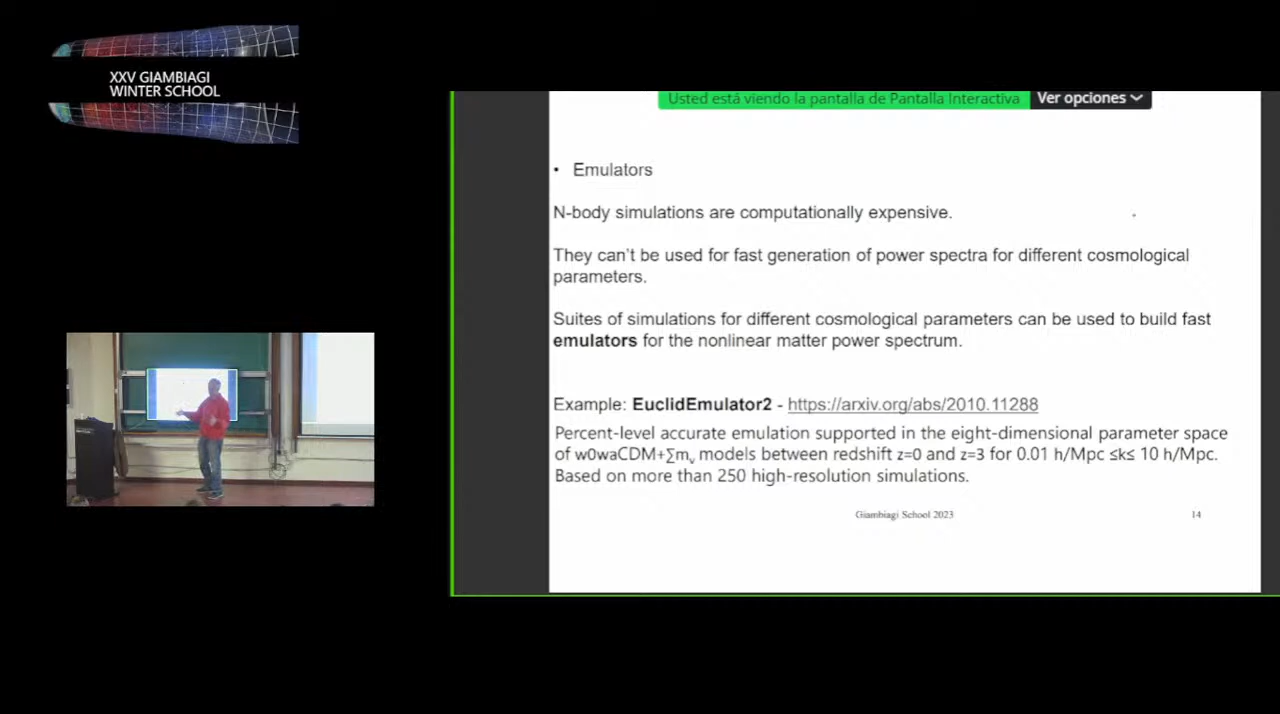 XXV GIAMBIAGI
WINTER SCHOOL
Usted está viendo la pantalla de Pantalla Interactiva Ver opciones
• Emulators
N-body simulations are computationally expensive.
They can't be used for fast generation of power spectra for different cosmological
parameters.
Suites of simulations for different cosmological parameters can be used to build fast
emulators for the nonlinear matter power spectrum.
Example: EuclidEmulator2 - https://arxiv.org/abs/2010.11288
Percent-level accurate emulation supported in the eight-dimensional parameter space
of w0waCDM+∑mν models between redshift z=0 and z=3 for 0.01 h/Mpc ≤k≤ 10 h/Mpc.
Based on more than 250 high-resolution simulations.
Giambiagi School 2023 14